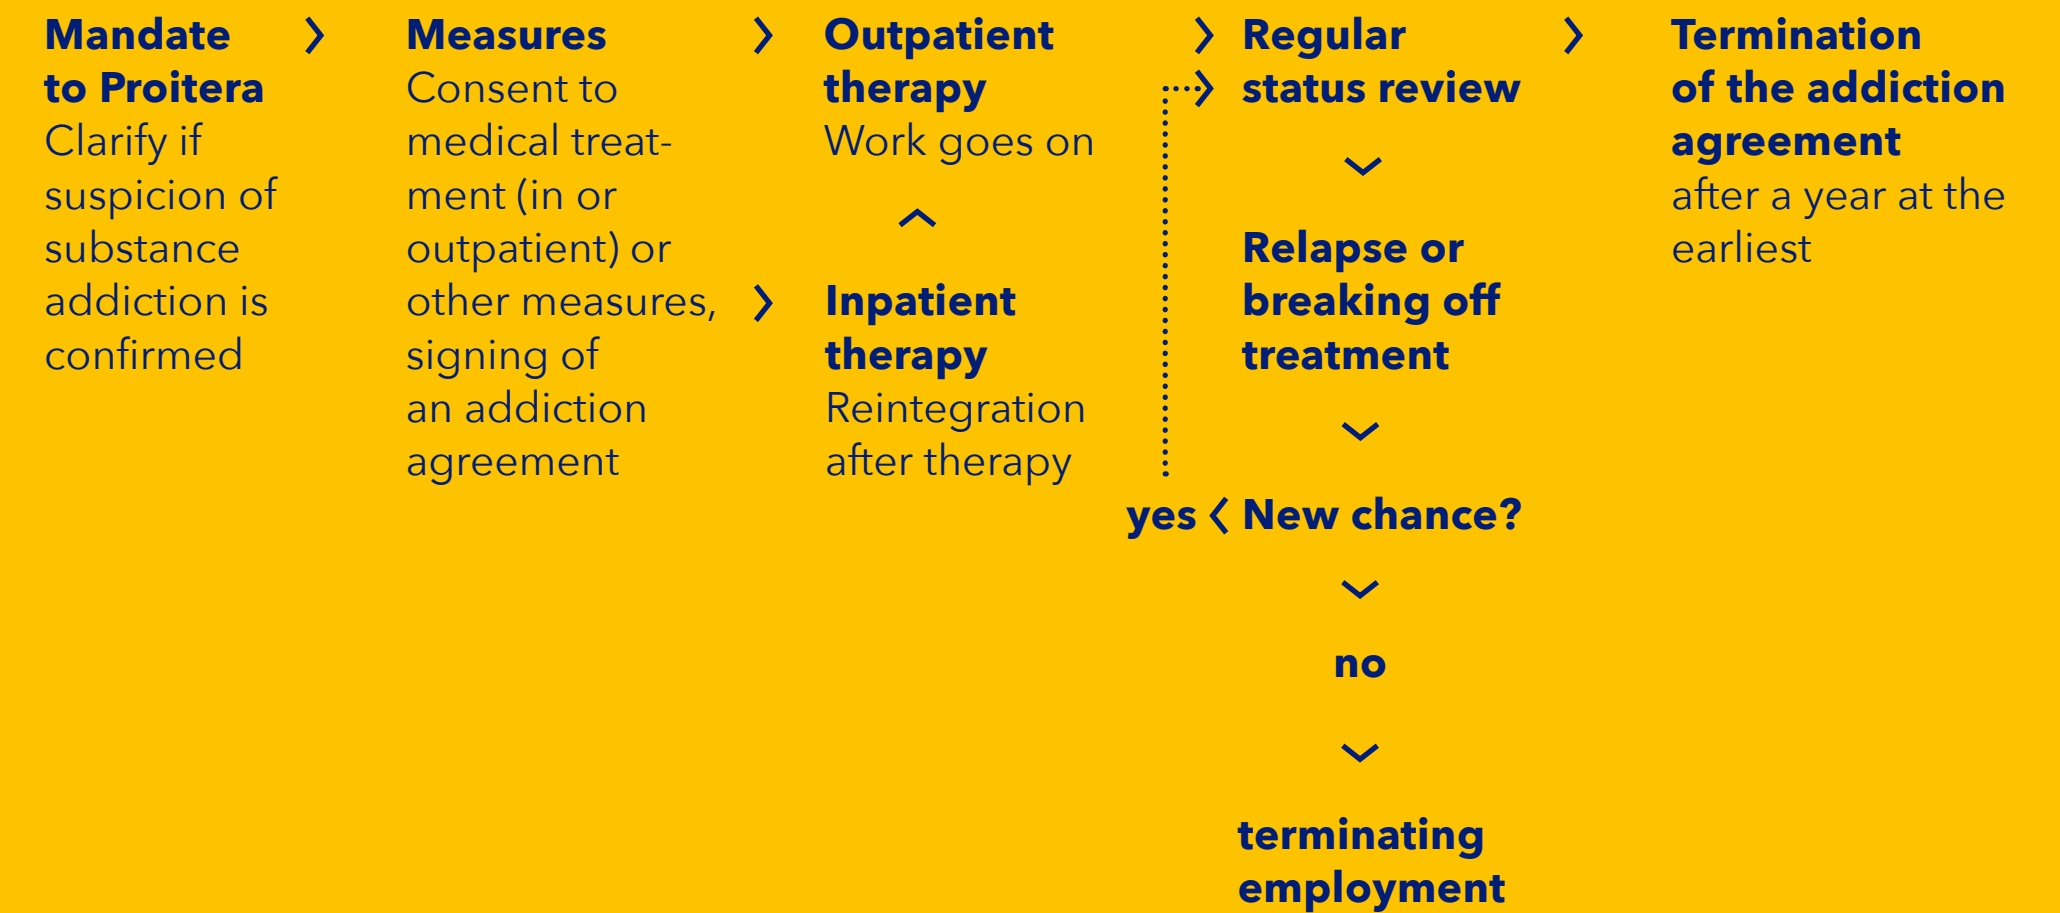 Mandate
to Proitera
Clarify if
suspicion of
substance
addiction is
confirmed
Measures
Consent to
medical treat-
ment (in or
outpatient) or
other measures,
signing of
an addiction
agreement
Outpatient
therapy
Work goes on
Inpatient
therapy
Reintegration
after therapy
Regular
status review
Relapse or
breaking off
treatment
New chance?
yes
no
terminating
employment
Termination
of the addiction
agreement
after a year at the
earliest